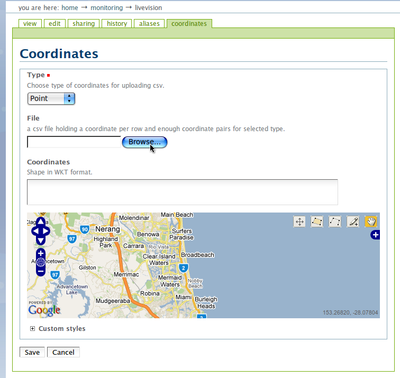 you are here: home → monitoring → livevision
view edit sharing history aliases coordinates
Coordinates
Type
Choose type of coordinates for uploading csv.
Point
File
a csv file holding a coordinate per row and enough coordinate pairs for selected type.
Browse...
Coordinates
Shape in WKT format.
Molendinar
Main Beach
Nerang
Surfers
Paradise
Benowa
Highland
Park
Carrara
Clear Island
Waters
Broadbeach
Gilston
Merrimac
Mermaid
Waters
Nobby
Beach
Advancetown
Lake
Robina
Miami
Mudgeeraba
Burleigh
Heads
POWERED BY
Google
153.26820, -28.07804
Custom styles
Save Cancel